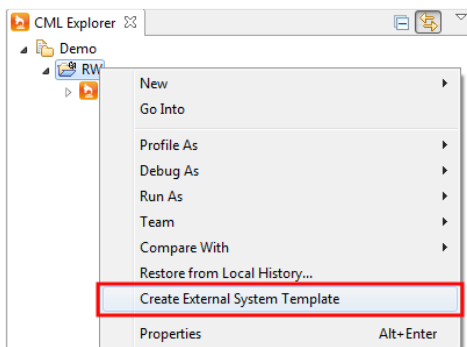 CML Explorer
Demo
RW
New
Go Into
Profile As
Debug As
Run As
Team
Compare With
Restore from Local History...
Create External System Template
Properties Alt+Enter